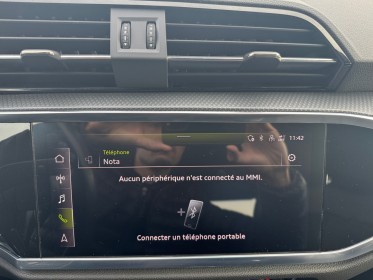 11:42
Téléphone
Nota
Aucun périphérique n'est connecté au MMI.
Connecter un téléphone portable